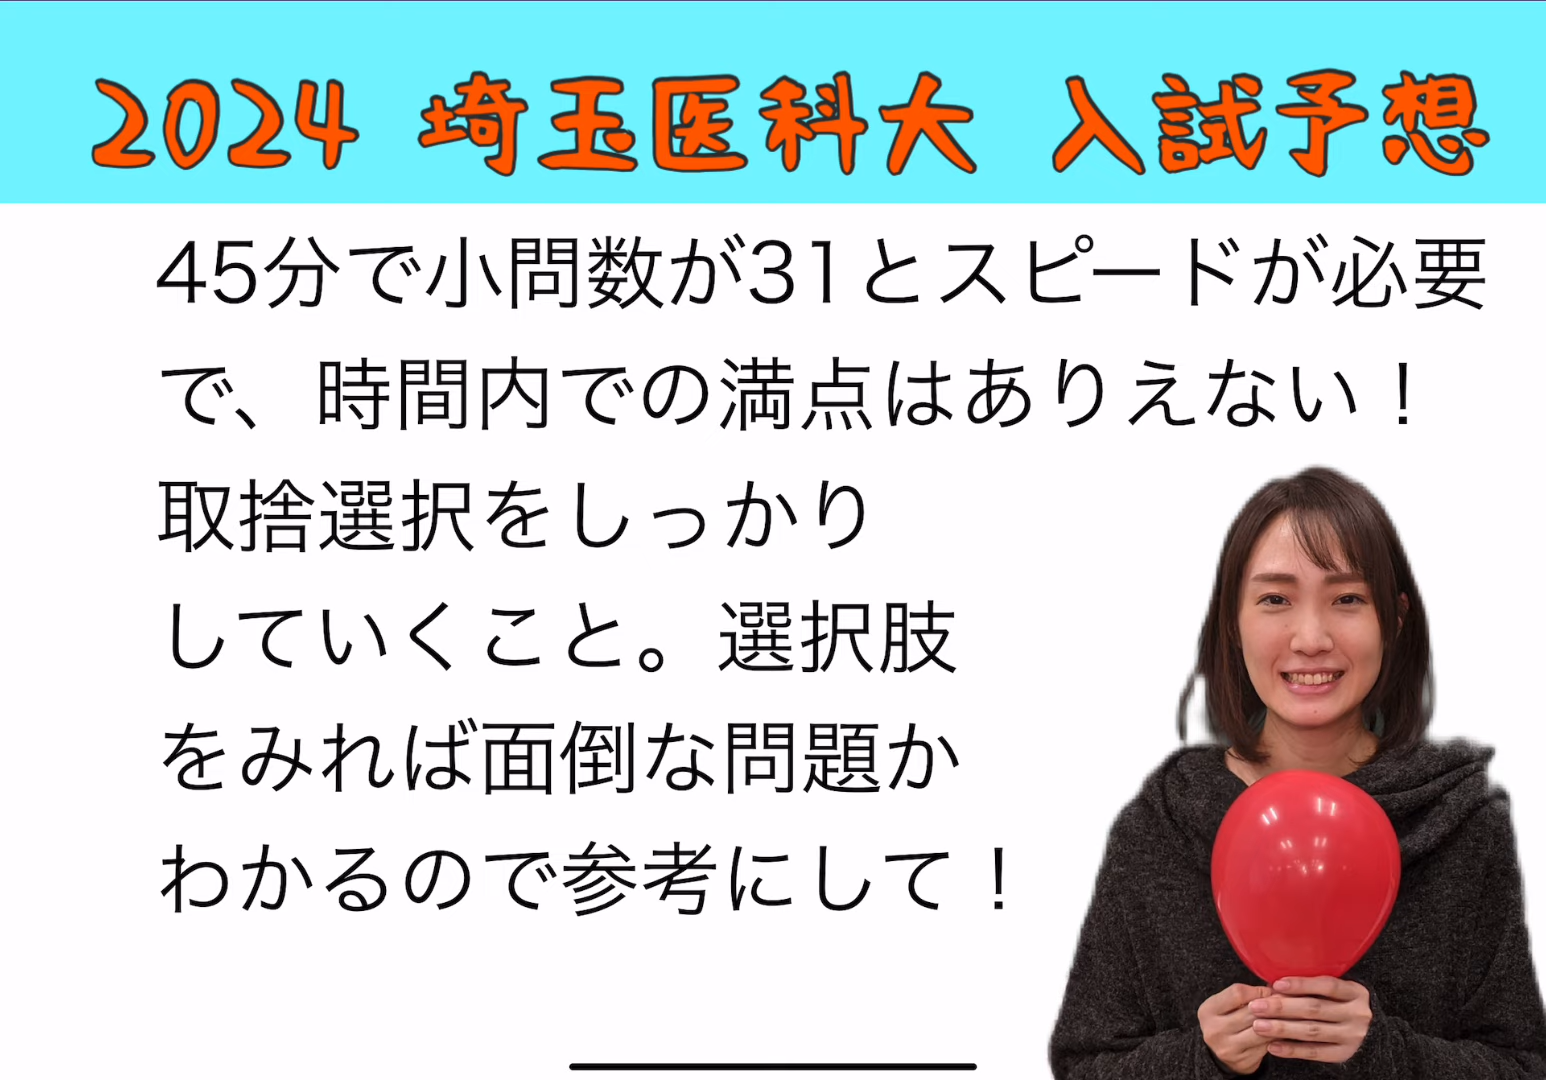 2024 埼玉医科大 入試予想
45分で小問数が31とスピードが必要
で、時間内での満点はありえない！
取捨選択をしっかり
していくこと。選択肢
をみれば面倒な問題か
わかるので参考にして！